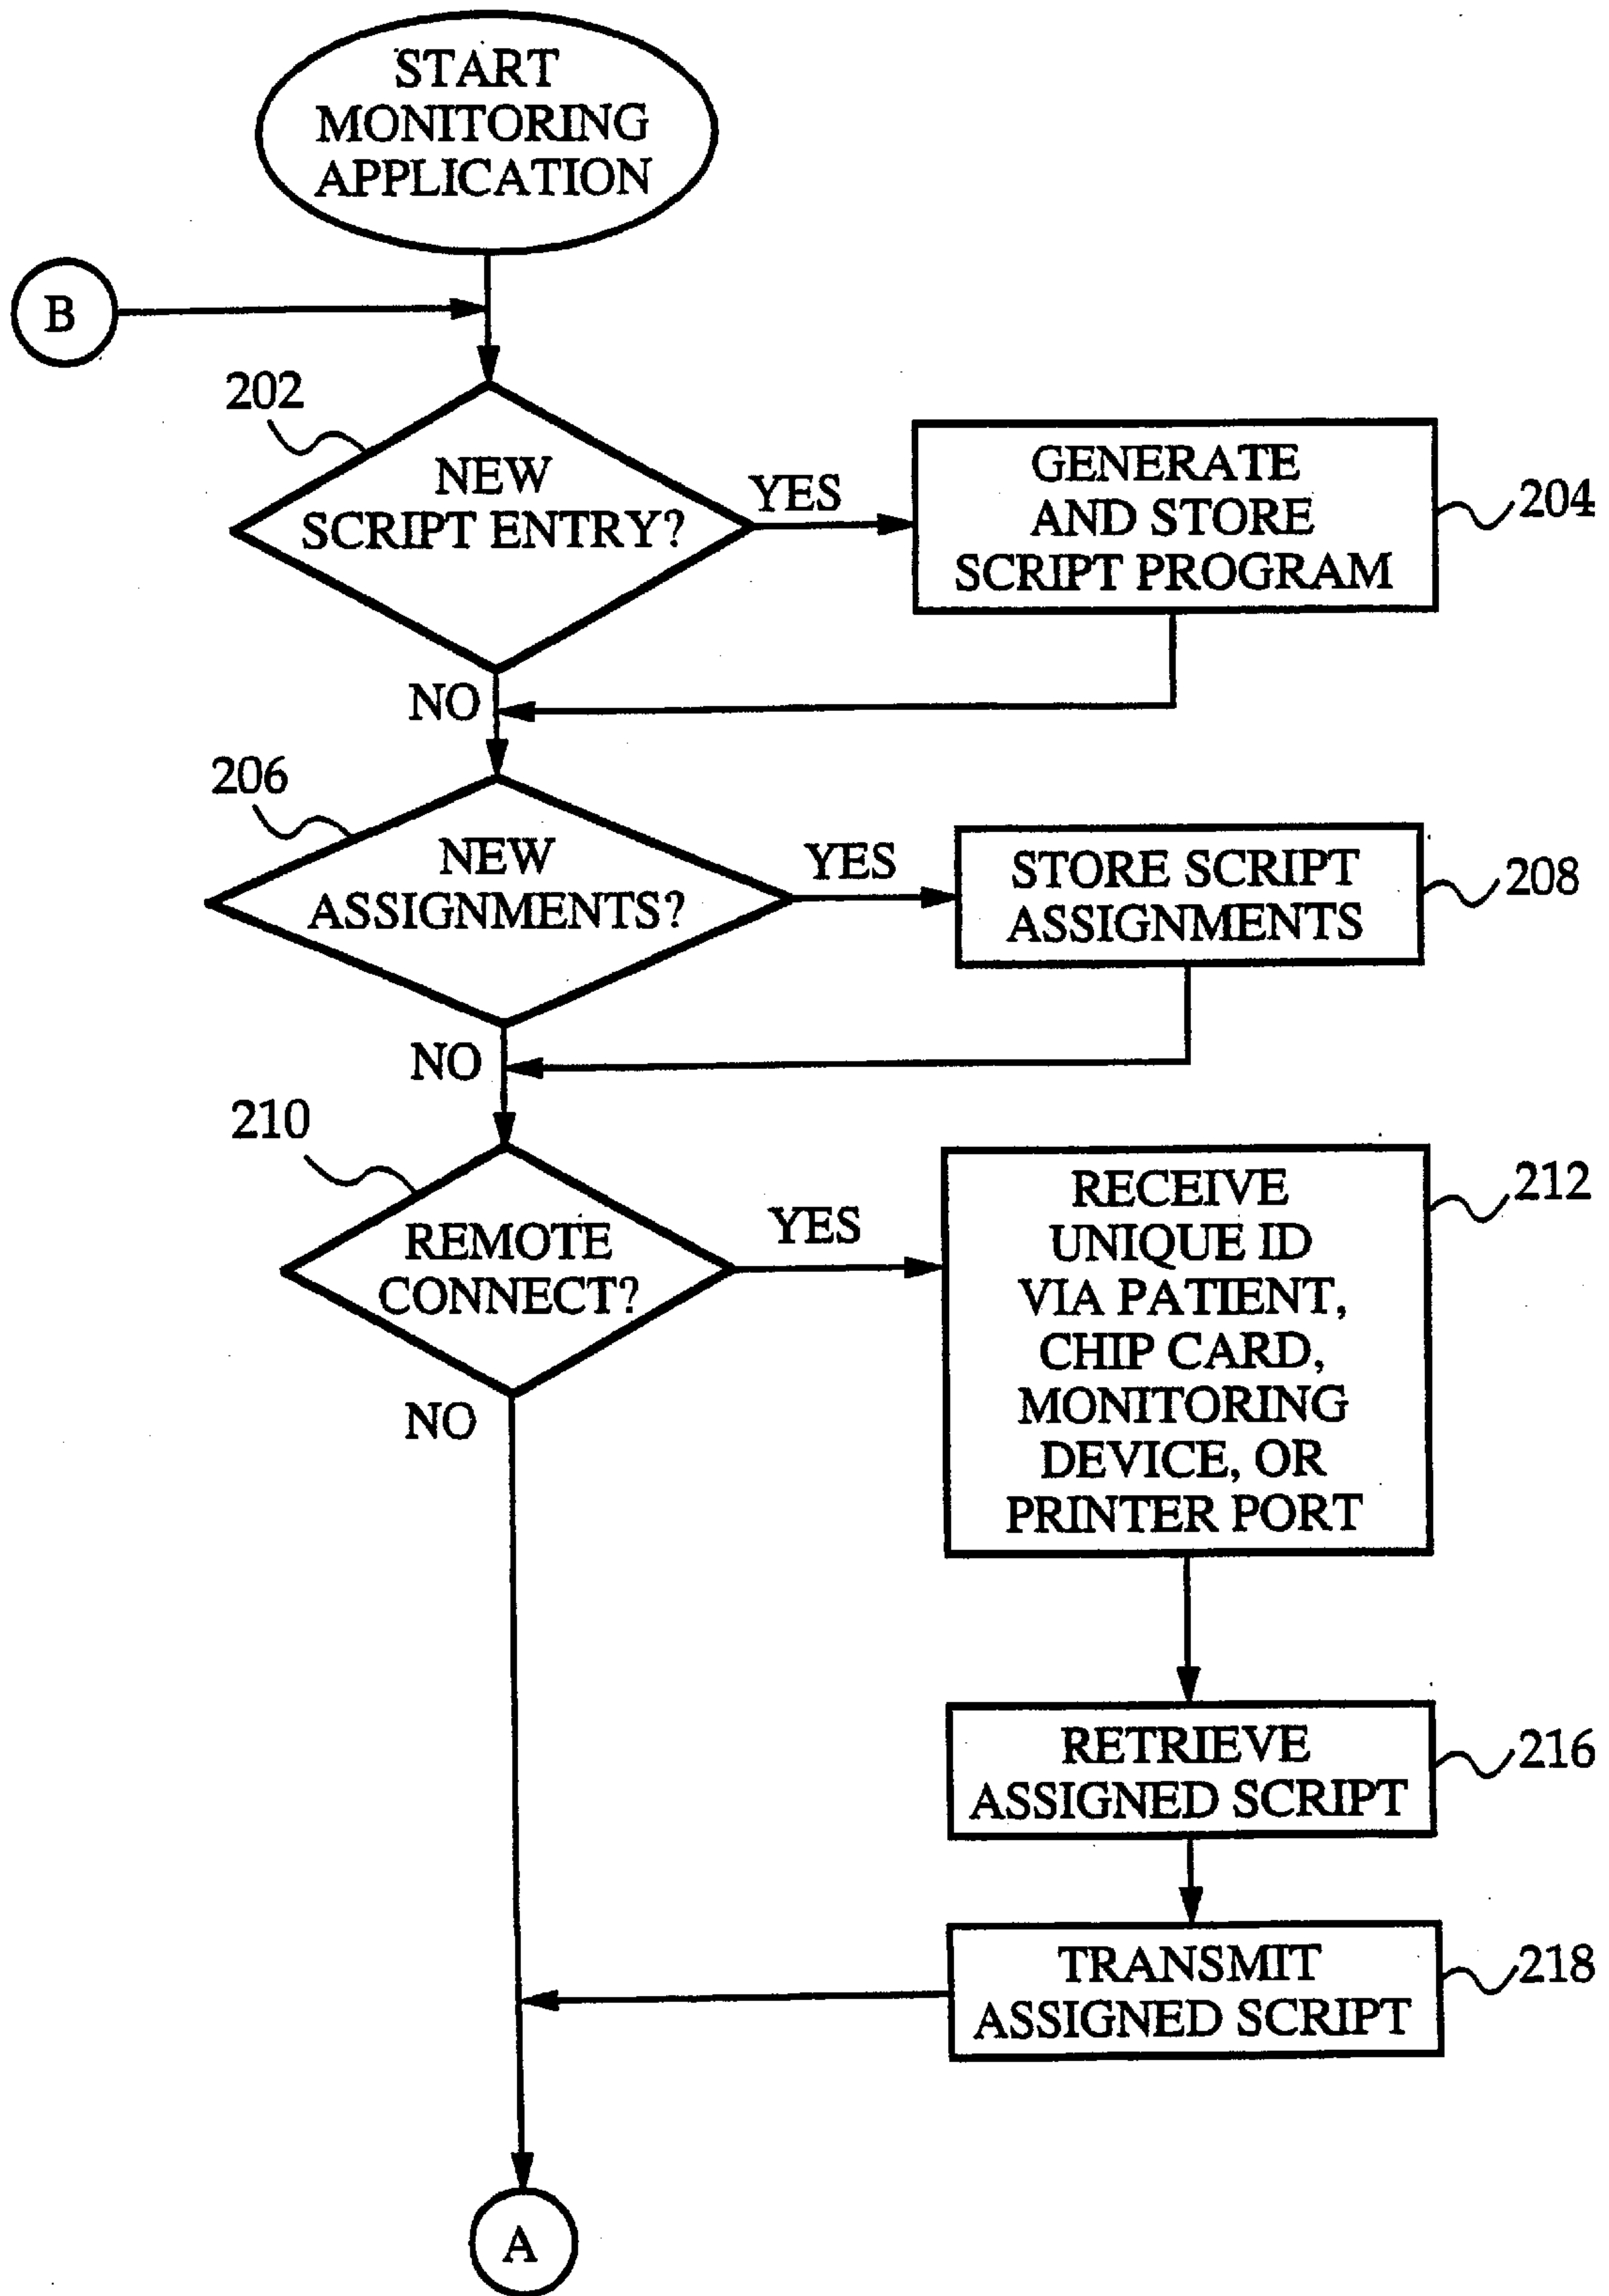 START
MONITORING
APPLICATION
B
202
NEW
SCRIPT ENTRY?
YES
GENERATE
AND STORE
SCRIPT PROGRAM
204
NO
206
NEW
ASSIGNMENTS?
YES
STORE SCRIPT
ASSIGNMENTS
208
NO
210
REMOTE
CONNECT?
YES
RECEIVE
UNIQUE ID
VIA PATIENT,
CHIP CARD,
MONITORING
DEVICE, OR
PRINTER PORT
212
NO
RETRIEVE
ASSIGNED SCRIPT
216
TRANSMIT
ASSIGNED SCRIPT
218
A